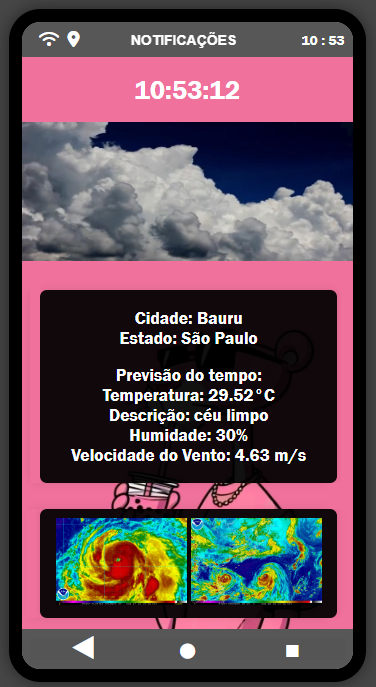 NOTIFICAÇÕES
10 : 53
10:53:12
Cidade: Bauru
Estado: São Paulo
Previsão do tempo:
Temperatura: 29.52°C
Descrição: céu limpo
Humidade: 30%
Velocidade do Vento: 4.63 m/s